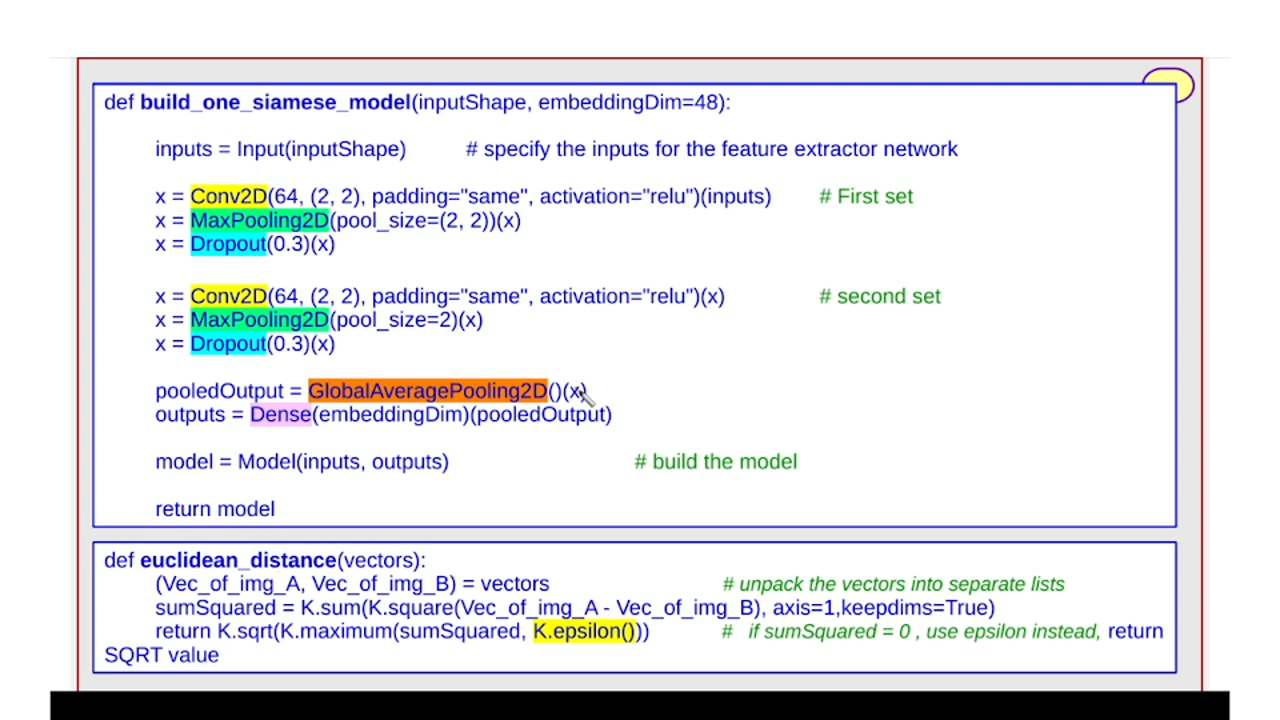 def build_one_siamese_model(inputShape, embeddingDim=48):
inputs = Input(inputShape) # specify the inputs for the feature extractor network
x = Conv2D(64, (2, 2), padding="same", activation="relu")(inputs) # First set
x = MaxPooling2D(pool_size=(2, 2))(x)
x = Dropout(0.3)(x)
x = Conv2D(64, (2, 2), padding="same", activation="relu")(x) # second set
x = MaxPooling2D(pool_size=2)(x)
x = Dropout(0.3)(x)
pooledOutput = GlobalAveragePooling2D()(x)
outputs = Dense(embeddingDim)(pooledOutput)
model = Model(inputs, outputs) # build the model
return model
def euclidean_distance(vectors):
(Vec_of_img_A, Vec_of_img_B) = vectors # unpack the vectors into separate lists
sumSquared = K.sum(K.square(Vec_of_img_A - Vec_of_img_B), axis=1,keepdims=True)
return K.sqrt(K.maximum(sumSquared, K.epsilon())) # if sumSquared = 0 , use epsilon instead, return
SQRT value